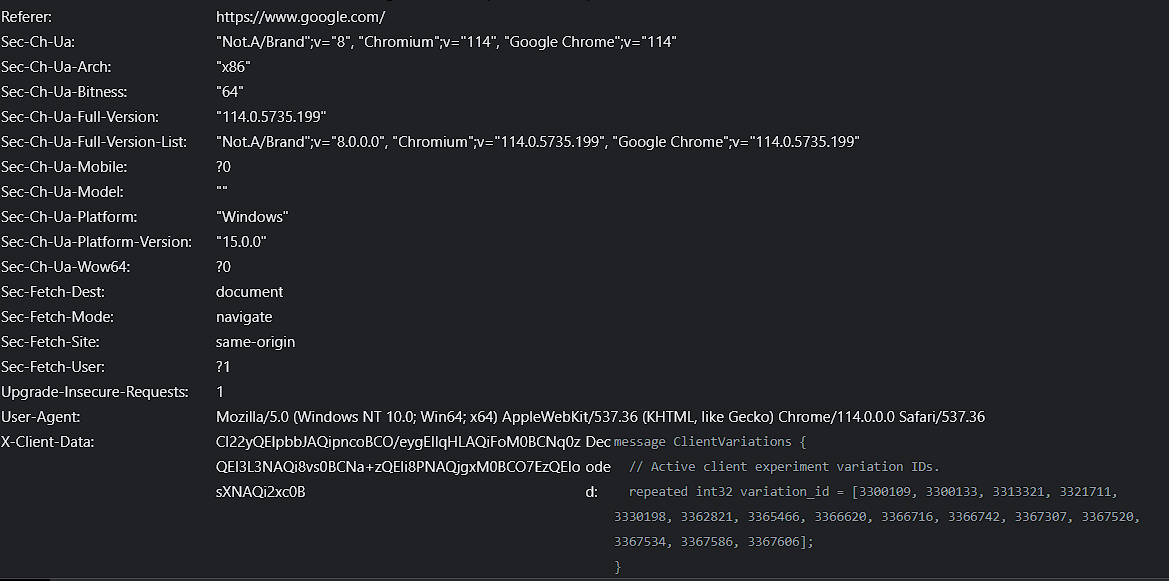 Referer: https://www.google.com/
Sec-Ch-Ua: "Not.A/Brand";v="8", "Chromium";v="114", "Google Chrome";v="114"
Sec-Ch-Ua-Arch: "x86"
Sec-Ch-Ua-Bitness: "64"
Sec-Ch-Ua-Full-Version: "114.0.5735.199"
Sec-Ch-Ua-Full-Version-List: "Not.A/Brand";v="8.0.0.0", "Chromium";v="114.0.5735.199", "Google Chrome";v="114.0.5735.199"
Sec-Ch-Ua-Mobile: ?0
Sec-Ch-Ua-Model: ""
Sec-Ch-Ua-Platform: "Windows"
Sec-Ch-Ua-Platform-Version: "15.0.0"
Sec-Ch-Ua-Wow64: ?0
Sec-Fetch-Dest: document
Sec-Fetch-Mode: navigate
Sec-Fetch-Site: same-origin
Sec-Fetch-User: ?1
Upgrade-Insecure-Requests: 1
User-Agent: Mozilla/5.0 (Windows NT 10.0; Win64; x64) AppleWebKit/537.36 (KHTML, like Gecko) Chrome/114.0.0.0 Safari/537.36
X-Client-Data: CI22yQEIpbbJAQipncoBCO/eygEIlqHLAQiFoM0BCNq0z Dec message ClientVariations {
QEI3L3NAQi8vs0BCNa+zQEIi8PNAQjgxM0BCO7EzQEIo ode // Active client experiment variation IDs.
sXNAQi2xc0B d: repeated int32 variation_id = [3300109, 3300133, 3313321, 3321711,
3330198, 3362821, 3365466, 3366620, 3366716, 3366742, 3367307, 3367520,
3367534, 3367586, 3367606];
}